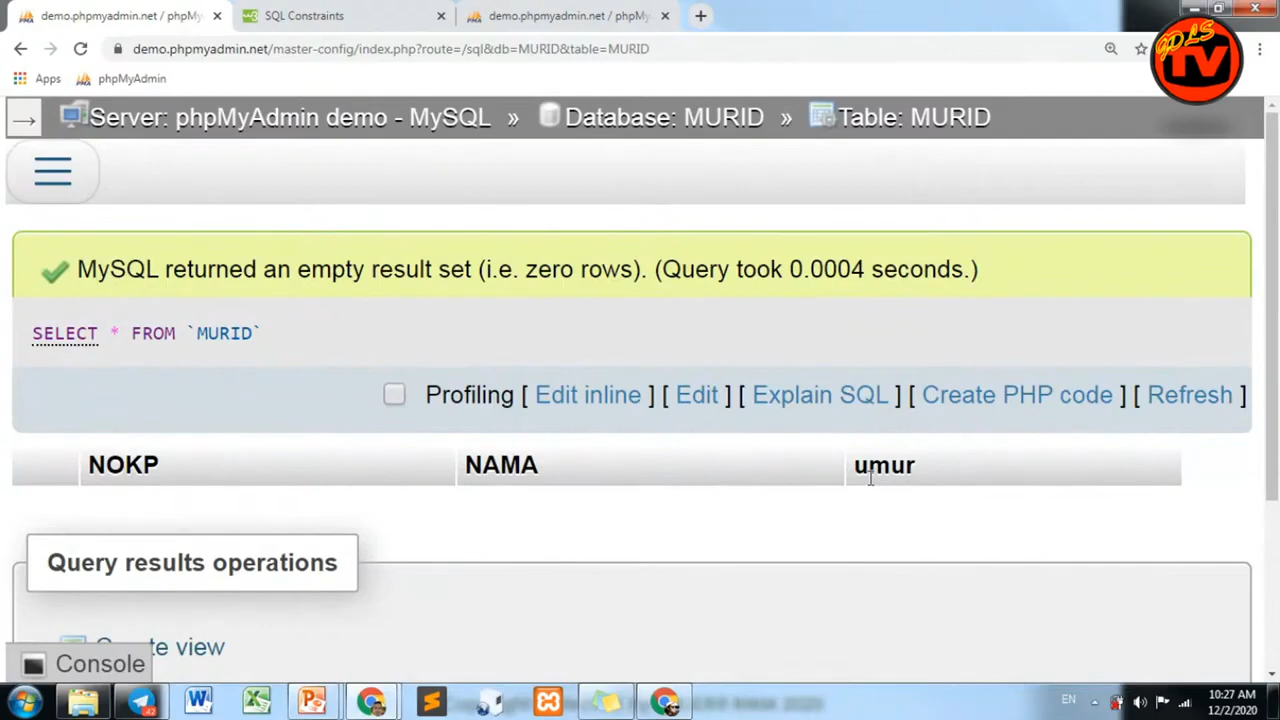 demo.phpmyadmin.net / phpMy
SQL Constraints
demo.phpmyadmin.net / phpMy
demo.phpmyadmin.net/master-config/index.php?route=/sql&db=MURID&table=MURID
Apps
phpMyAdmin
GDLS
TV
Server: phpMyAdmin demo - MySQL » Database: MURID » Table: MURID
MySQL returned an empty result set (i.e. zero rows). (Query took 0.0004 seconds.)
SELECT * FROM `MURID`
Profiling [ Edit inline ] [ Edit ] [ Explain SQL ] [ Create PHP code ] [ Refresh ]
NOKP NAMA umur
Query results operations
Create view
Console
EN
10:27 AM
12/2/2020